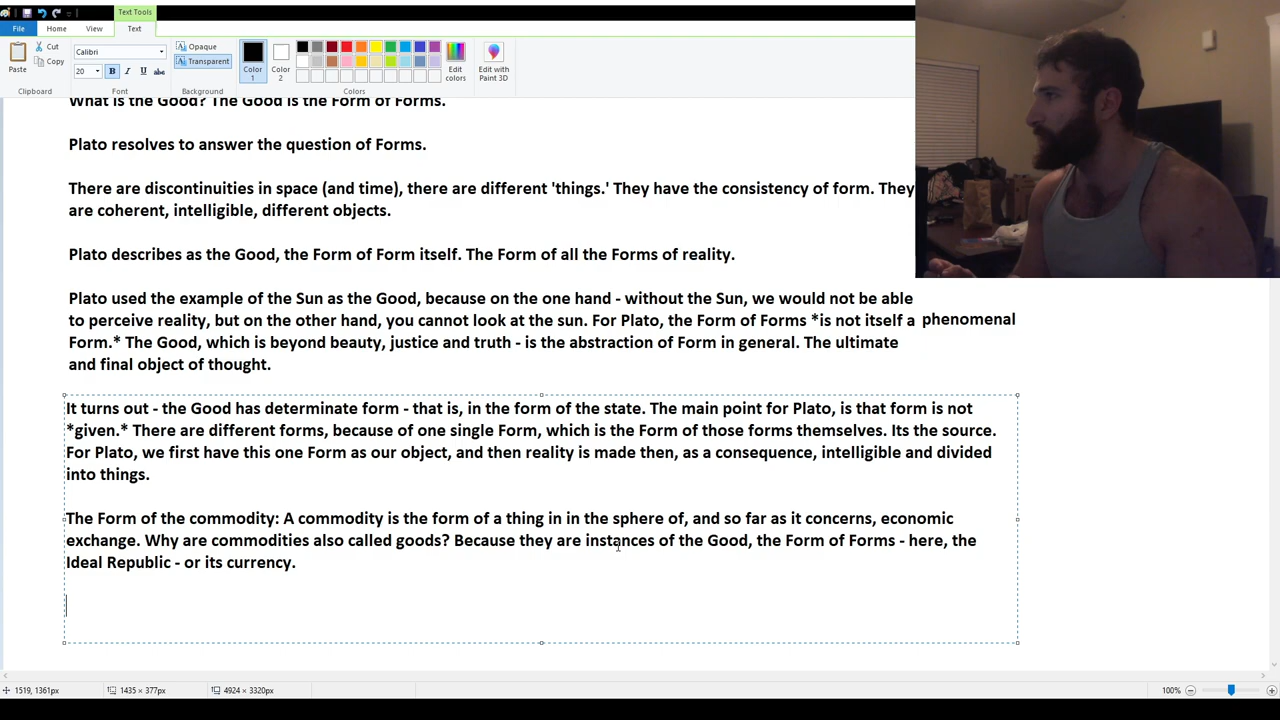 Text Tools
File
Home
View
Text
Paste
Cut
Copy
Clipboard
Calibri
20
B
I
U
abc
Font
Opaque
Transparent
Background
Color
1
Color
2
Edit
colors
Edit with
Paint 3D
Colors
What is the Good? The Good is the Form of Forms.
Plato resolves to answer the question of Forms.
There are discontinuities in space (and time), there are different 'things.' They have the consistency of form. They
are coherent, intelligible, different objects.
Plato describes as the Good, the Form of Form itself. The Form of all the Forms of reality.
Plato used the example of the Sun as the Good, because on the one hand - without the Sun, we would not be able
to perceive reality, but on the other hand, you cannot look at the sun. For Plato, the Form of Forms *is not itself a phenomenal
Form.* The Good, which is beyond beauty, justice and truth - is the abstraction of Form in general. The ultimate
and final object of thought.
It turns out - the Good has determinate form - that is, in the form of the state. The main point for Plato, is that form is not
*given.* There are different forms, because of one single Form, which is the Form of those forms themselves. Its the source.
For Plato, we first have this one Form as our object, and then reality is made then, as a consequence, intelligible and divided
into things.
The Form of the commodity: A commodity is the form of a thing in in the sphere of, and so far as it concerns, economic
exchange. Why are commodities also called goods? Because they are instances of the Good, the Form of Forms - here, the
Ideal Republic - or its currency.
1519, 1361px
1435 × 377px
4924 × 3320px
100%